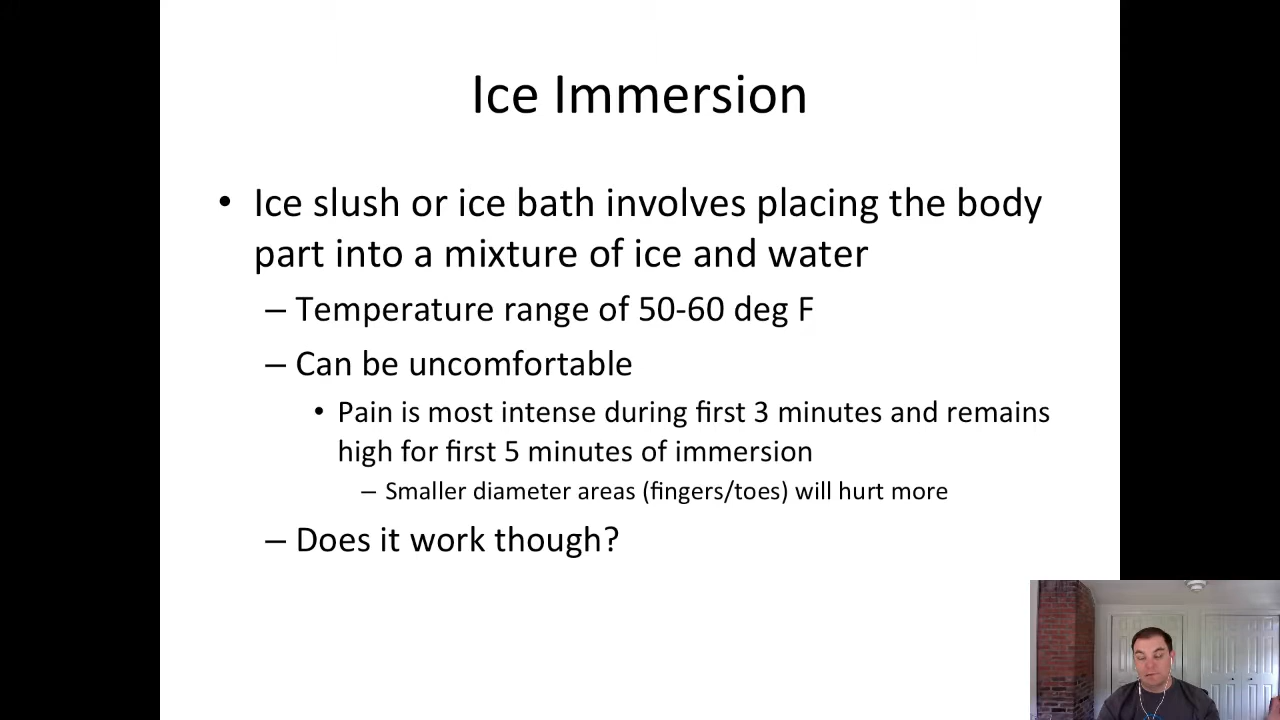 Ice Immersion
• Ice slush or ice bath involves placing the body
part into a mixture of ice and water
– Temperature range of 50-60 deg F
– Can be uncomfortable
• Pain is most intense during first 3 minutes and remains
high for first 5 minutes of immersion
– Smaller diameter areas (fingers/toes) will hurt more
– Does it work though?